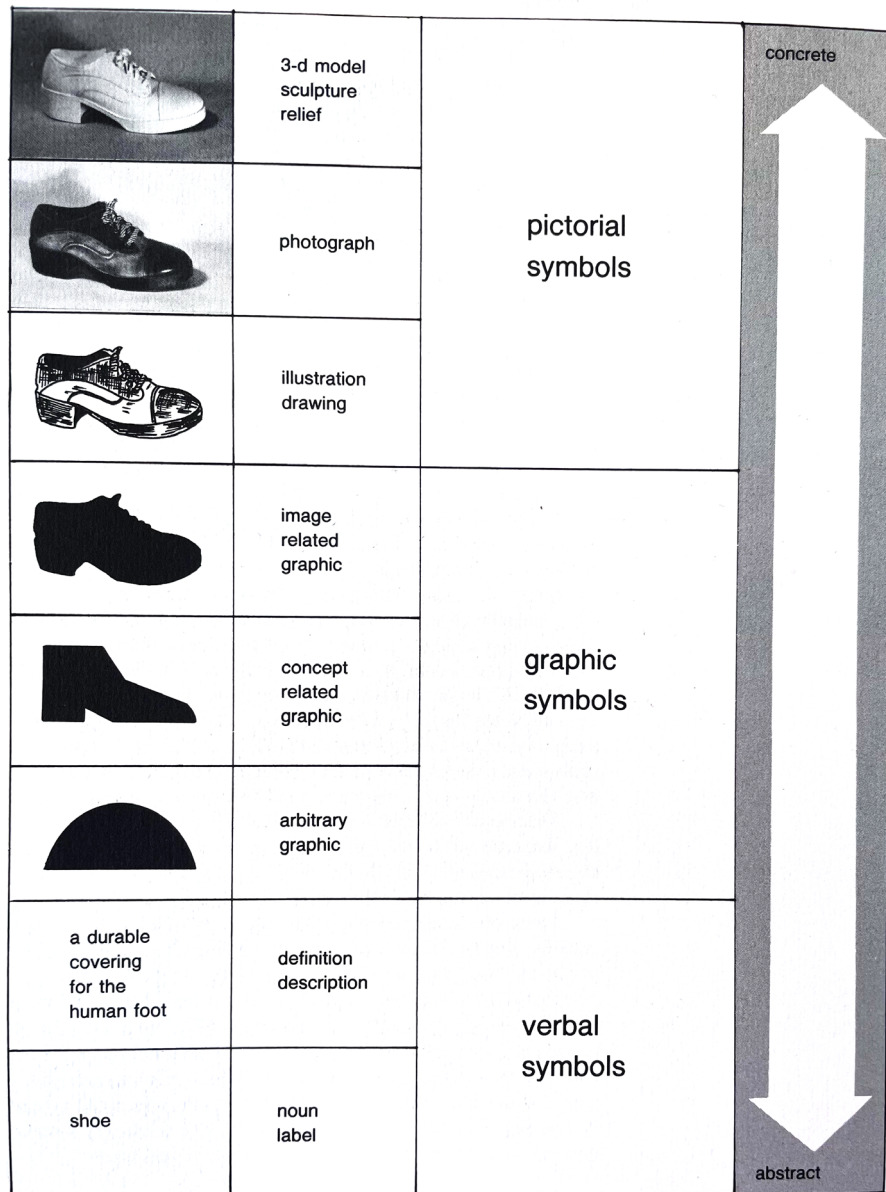 3-d model
sculpture
relief
concrete
photograph
pictorial
symbols
illustration
drawing
image
related
graphic
concept
related
graphic
graphic
symbols
arbitrary
graphic
a durable
covering
for the
human foot
definition
description
verbal
symbols
shoe
noun
label
abstract